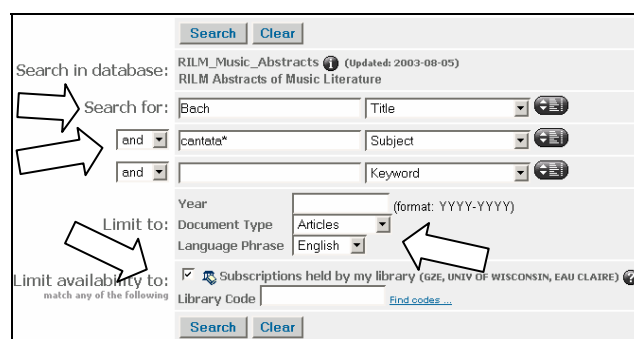 Search Clear
Search in database: RILM_Music_Abstracts (Updated: 2003-08-05)
RILM Abstracts of Music Literature
Search for: Bach Title
and cantata* Subject
and Keyword
Year (format: YYYY-YYYY)
Limit to: Document Type Articles
Language Phrase English
Limit availability to: Subscriptions held by my library (GZE, UNIV OF WISCONSIN, EAU CLAIRE)
match any of the following Library Code Find codes ...
Search Clear